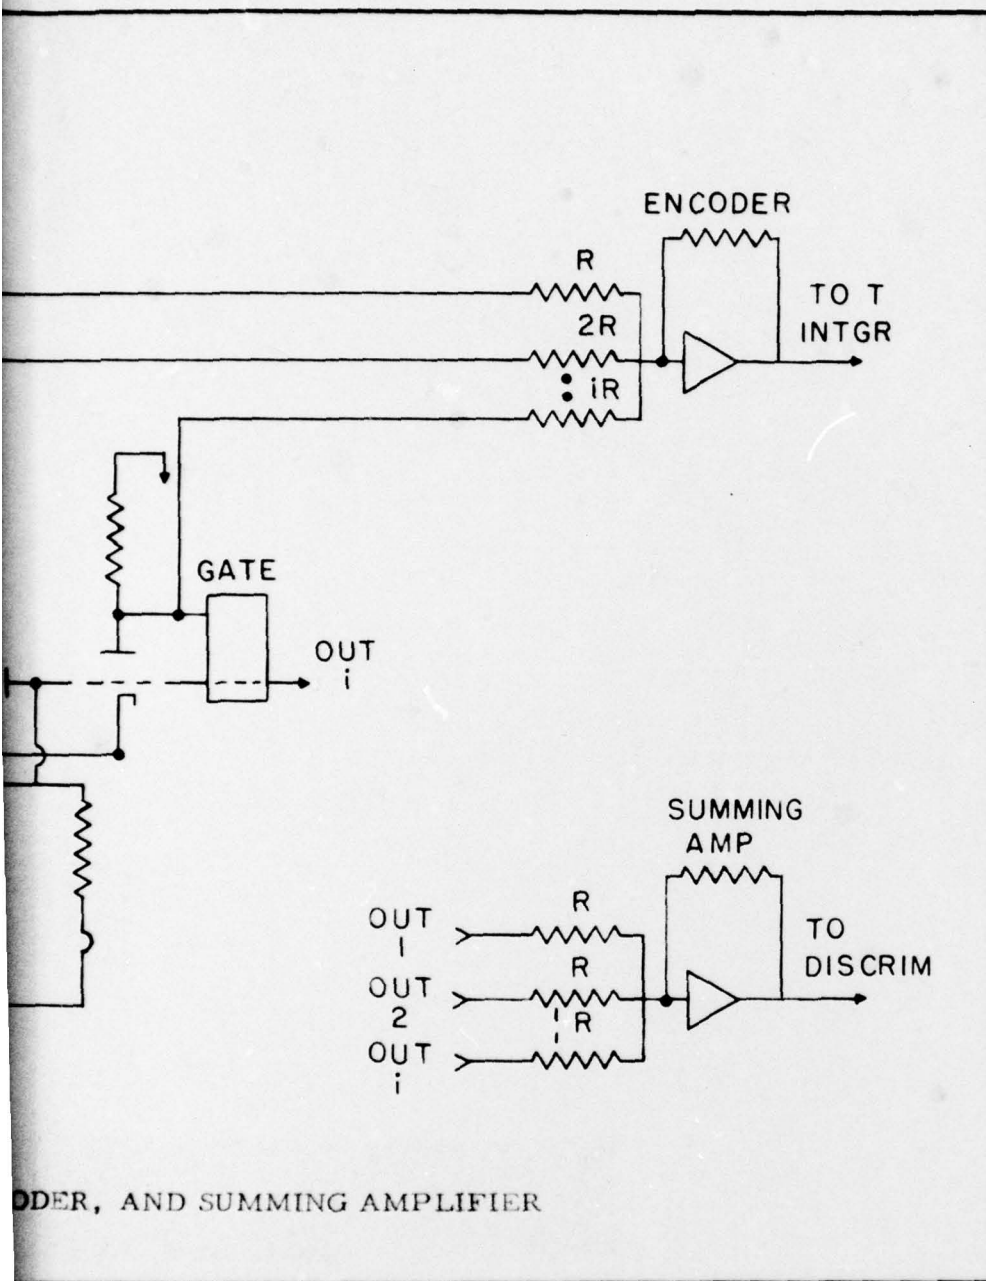 ENCODER
R
TO T
INTGR
2R
iR
GATE
OUT
i
SUMMING
AMP
R
OUT
1
TO
DISCRIM
R
OUT
2
R
OUT
i
ODER, AND SUMMING AMPLIFIER